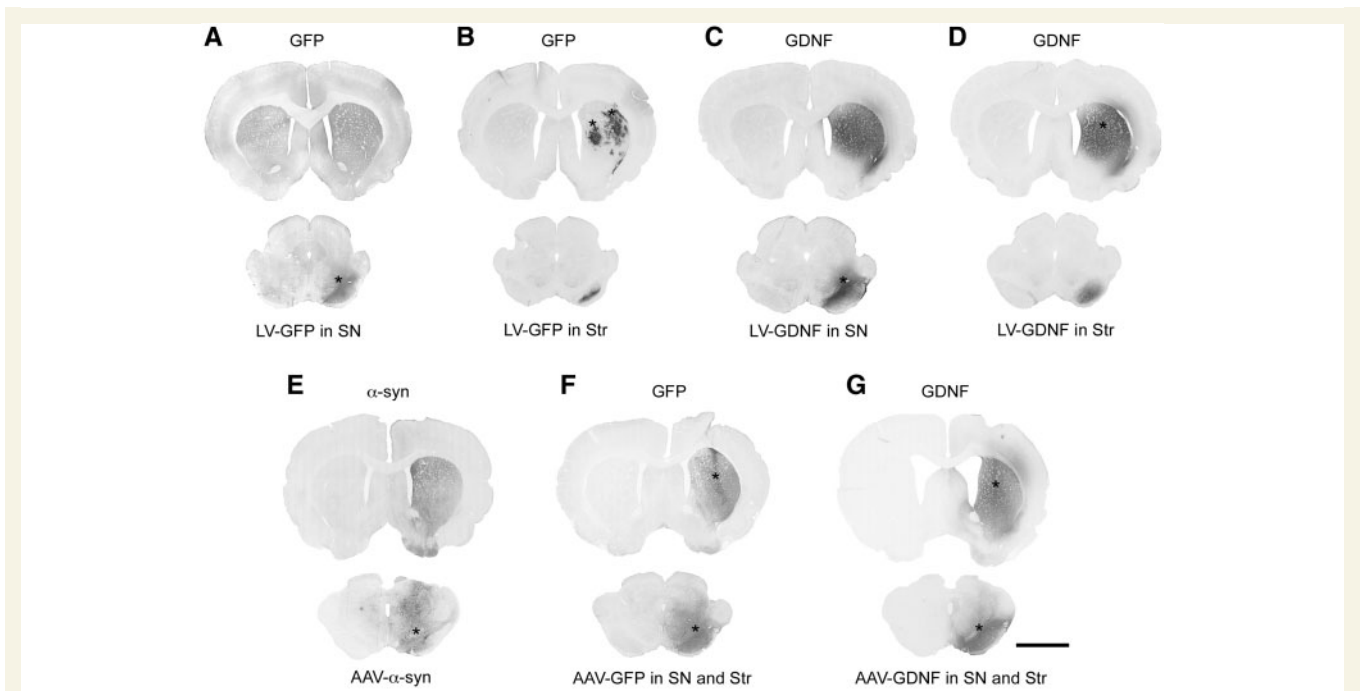 A
GFP
B
GFP
C
GDNF
D
GDNF
*
*
*
*
*
LV-GFP in SN
LV-GFP in Str
LV-GDNF in SN
LV-GDNF in Str
E
α-syn
F
GFP
G
GDNF
*
*
*
*
*
AAV-α-syn
AAV-GFP in SN and Str
AAV-GDNF in SN and Str